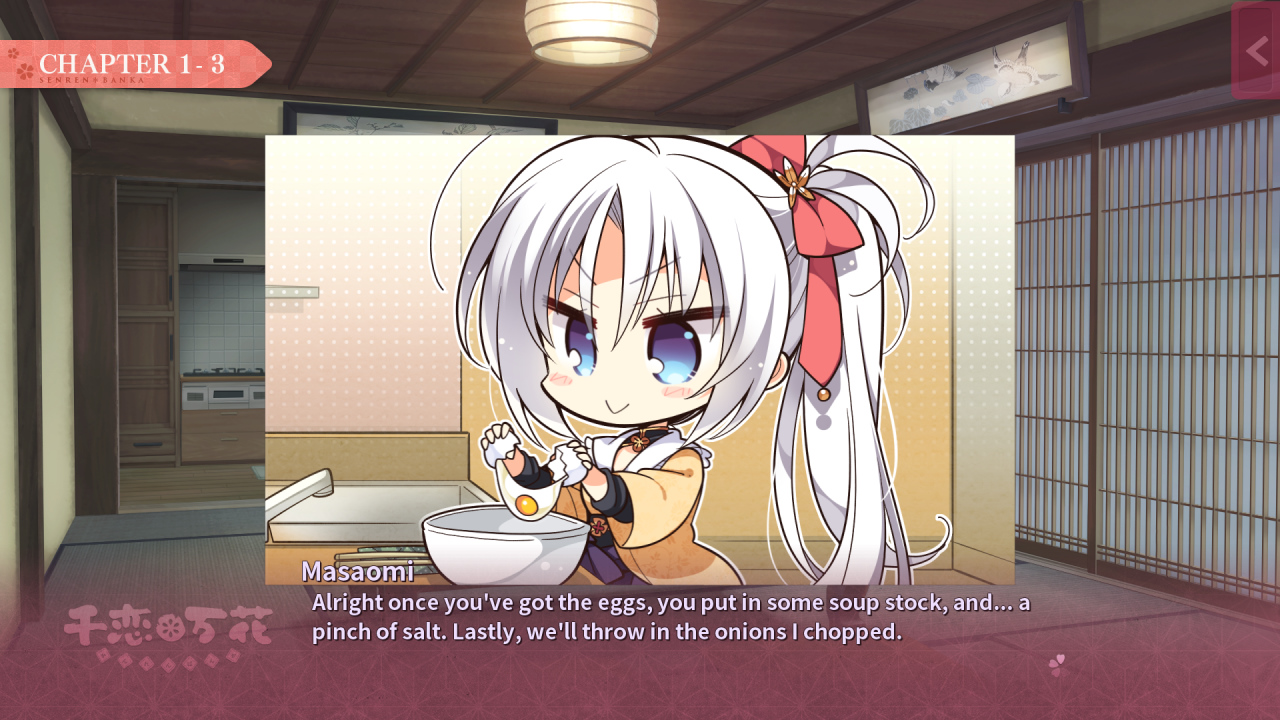 CHAPTER 1-3
SENREN＊BANKA
Masaomi
Alright once you've got the eggs, you put in some soup stock, and... a
pinch of salt. Lastly, we'll throw in the onions I chopped.
千恋＊万花